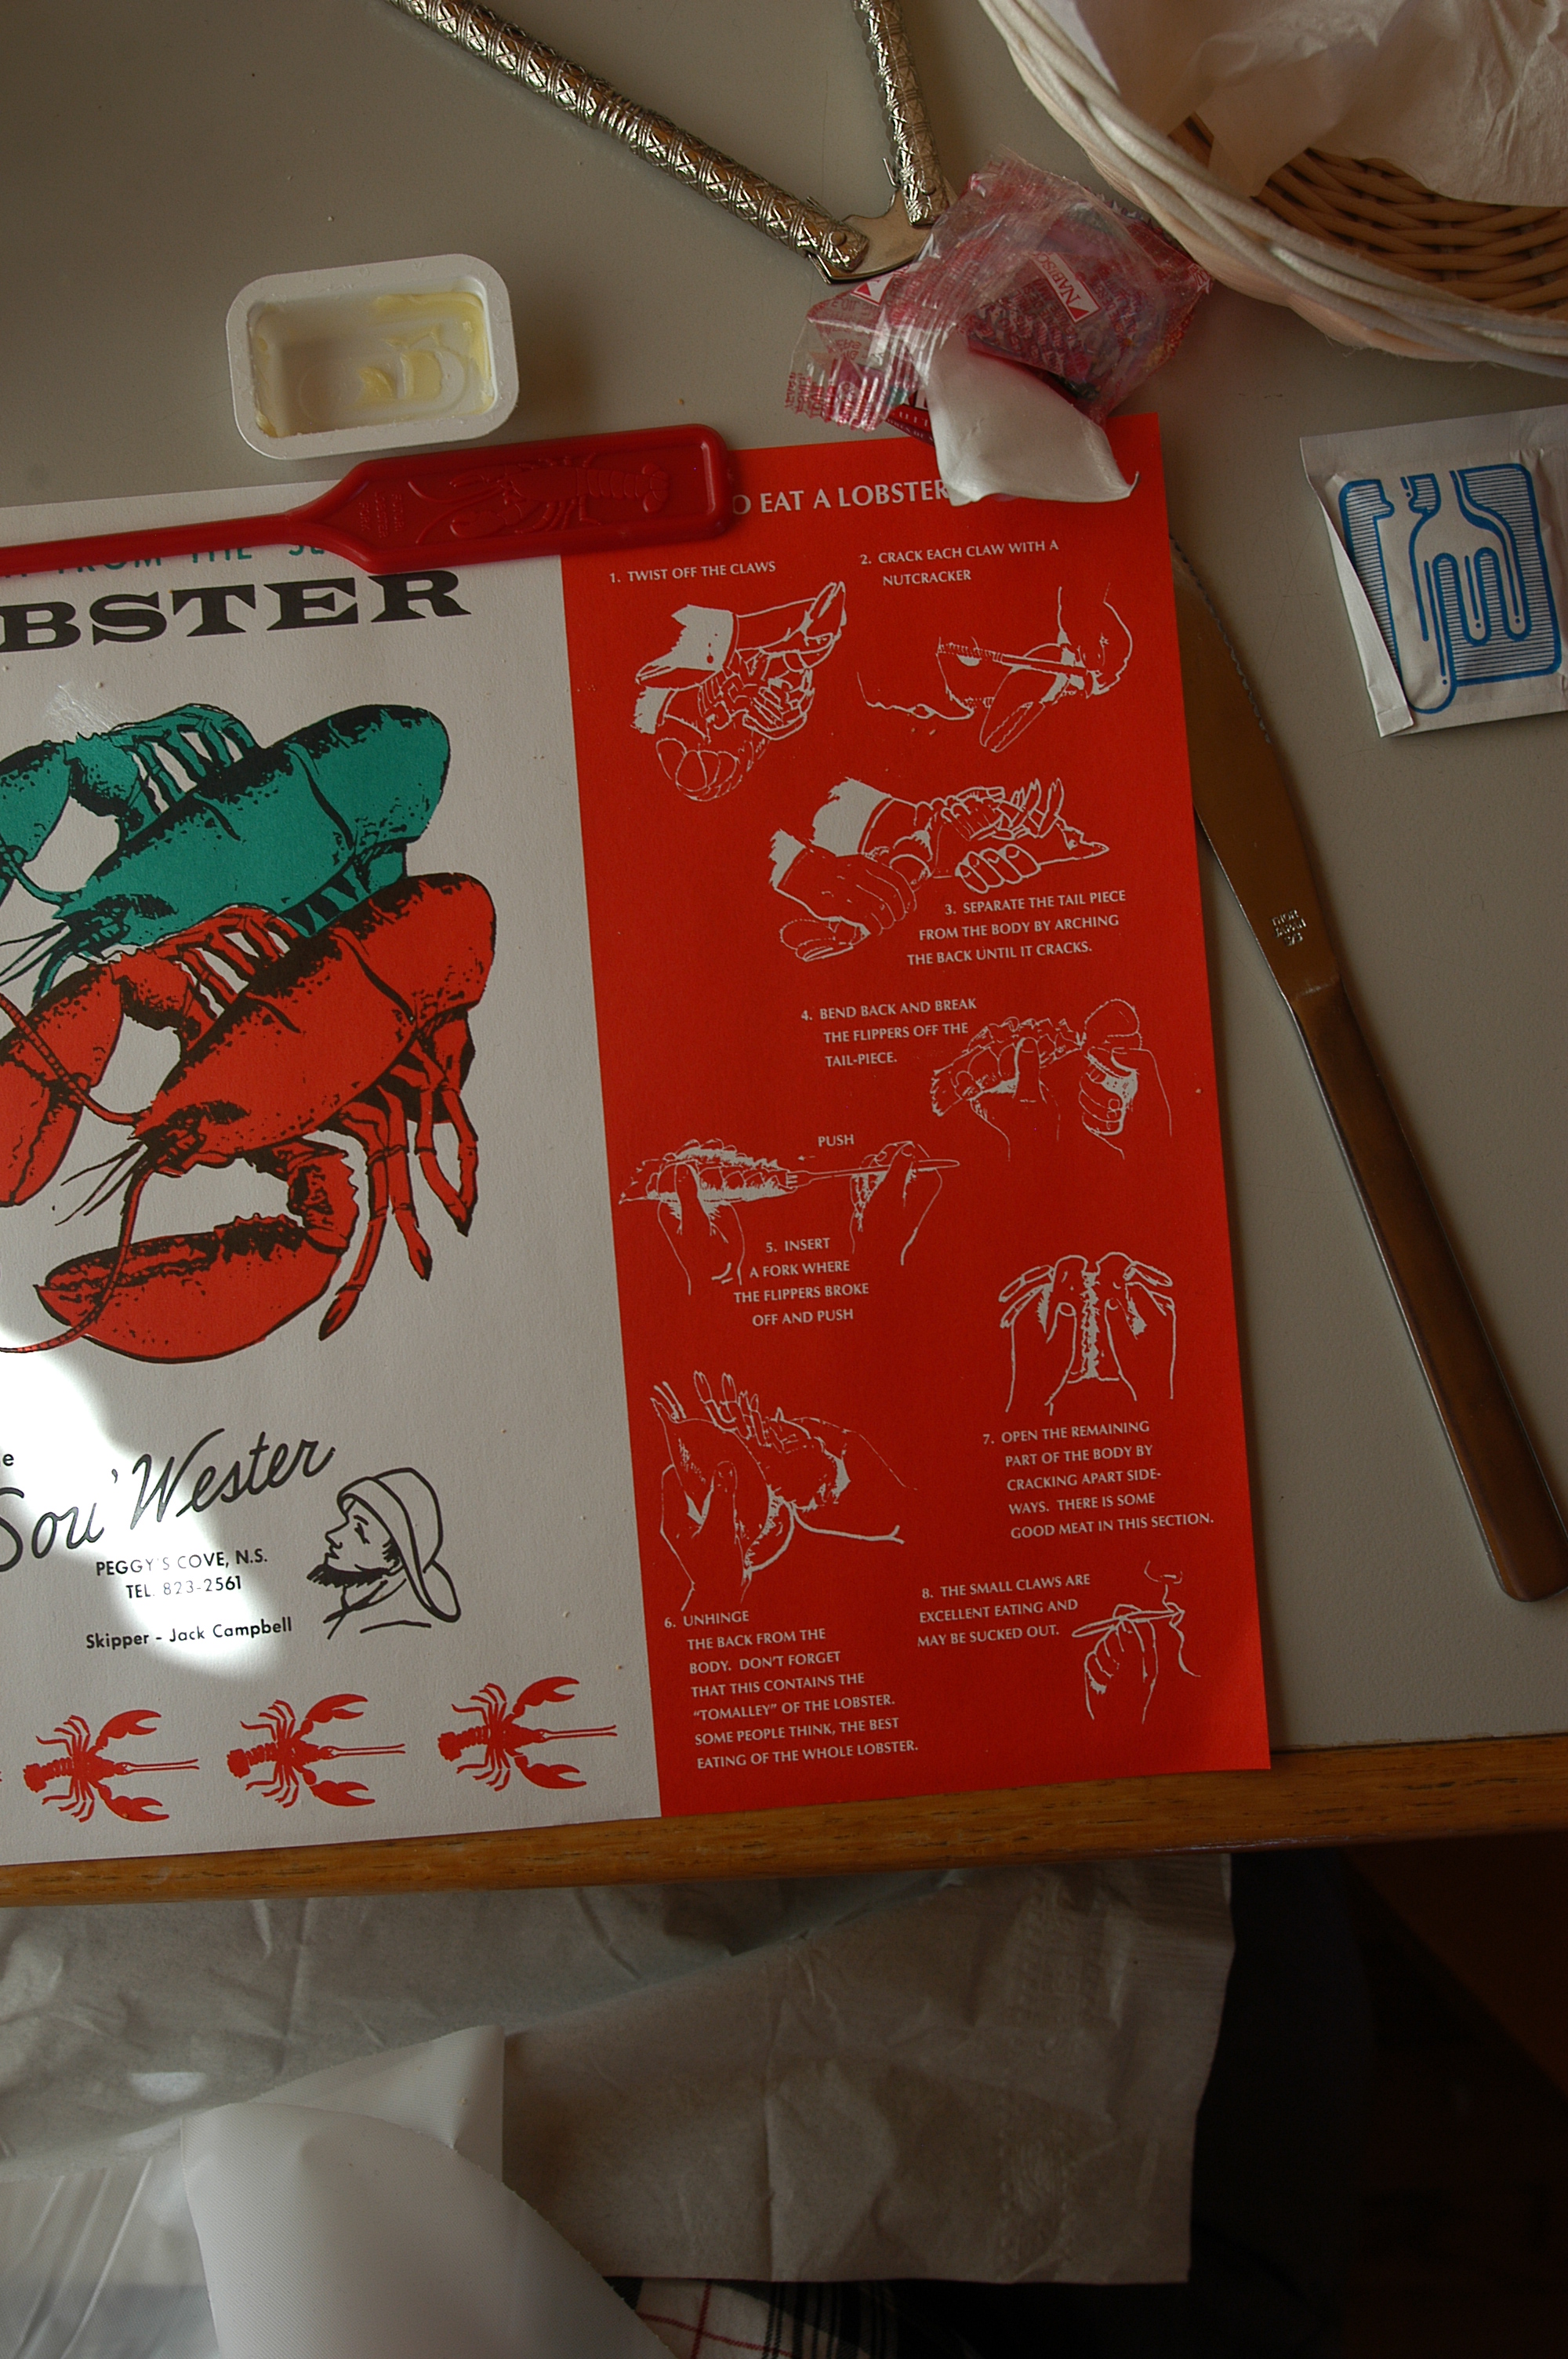 NABISCO
FROM THE
BSTER
O EAT A LOBSTER
1. TWIST OFF THE CLAWS
2. CRACK EACH CLAW WITH A
NUTCRACKER
3. SEPARATE THE TAIL PIECE
FROM THE BODY BY ARCHING
THE BACK UNTIL IT CRACKS.
4. BEND BACK AND BREAK
THE FLIPPERS OFF THE
TAIL-PIECE.
PUSH
5. INSERT
A FORK WHERE
THE FLIPPERS BROKE
OFF AND PUSH
6. UNHINGE
THE BACK FROM THE
BODY. DON'T FORGET
THAT THIS CONTAINS THE
"TOMALLEY" OF THE LOBSTER.
SOME PEOPLE THINK, THE BEST
EATING OF THE WHOLE LOBSTER.
7. OPEN THE REMAINING
PART OF THE BODY BY
CRACKING APART SIDE-
WAYS. THERE IS SOME
GOOD MEAT IN THIS SECTION.
8. THE SMALL CLAWS ARE
EXCELLENT EATING AND
MAY BE SUCKED OUT.
e
Sou'Wester
PEGGY'S COVE, N.S.
TEL. 823-2561
Skipper - Jack Campbell